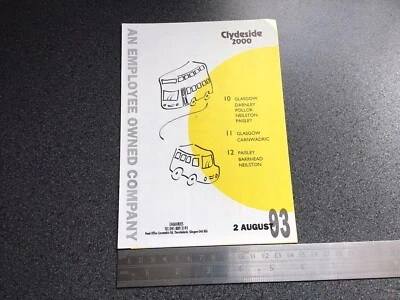 AN EMPLOYEE OWNED COMPANY
Clydeside
2000
10 GLASGOW
DARNLEY
POLLOK
NEILSTON
PAISLEY
11 GLASGOW
CARNWADRIC
12 PAISLEY
BARRHEAD
NEILSTON
ENQUIRIES
2 AUGUST 93